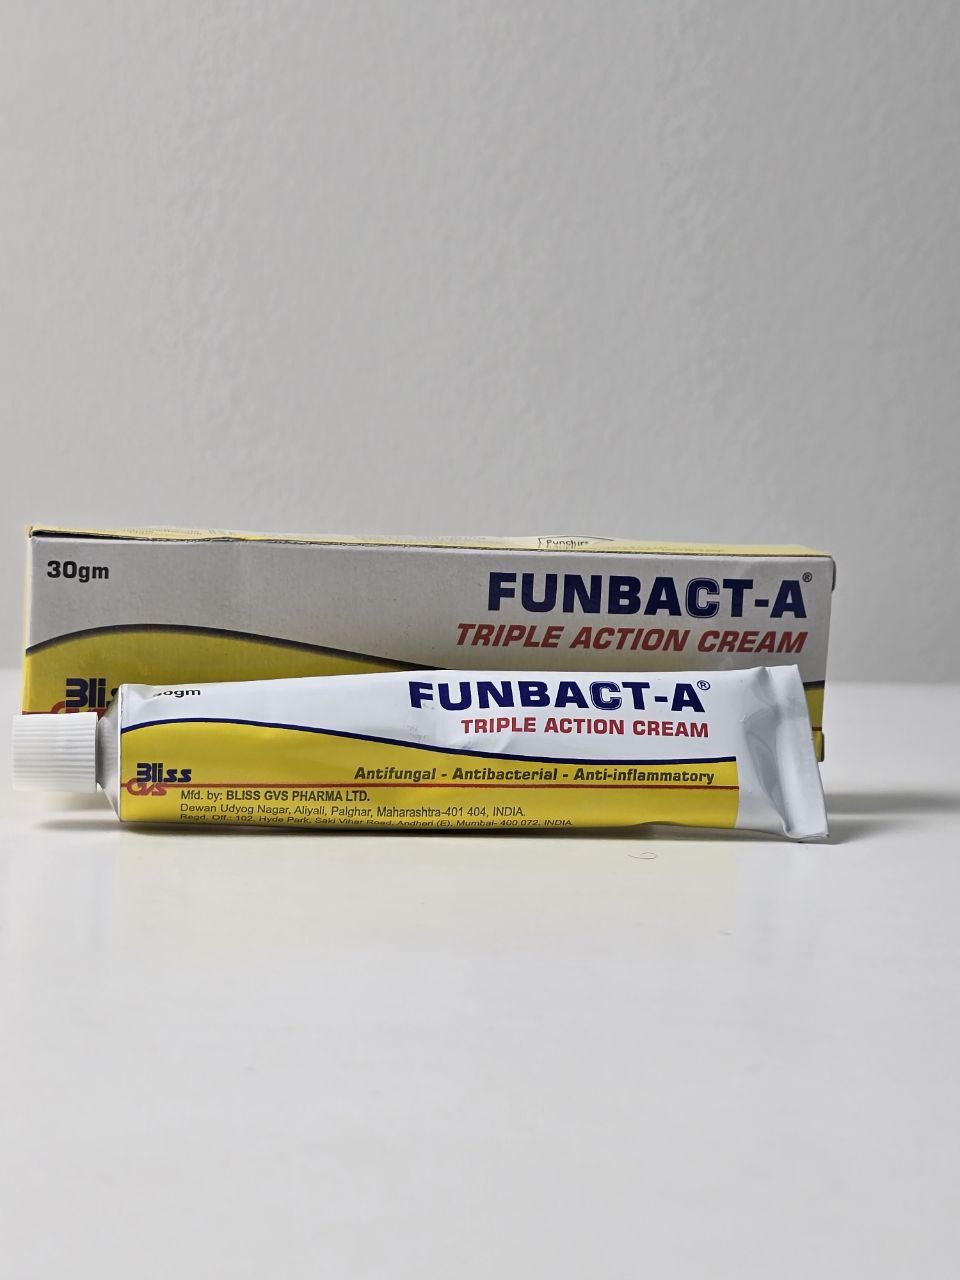 30gm
FUNBACT-A®
TRIPLE ACTION CREAM
FUNBACT-A®
TRIPLE ACTION CREAM
Antifungal - Antibacterial - Anti-inflammatory
Bliss
GVS
Mfd. by: BLISS GVS PHARMA LTD.
Dewan Udyog Nagar, Aliyali, Palghar, Maharashtra-401 404, INDIA.
Regd. Off.: 102, Hyde Park, Saki Vihar Road, Andheri (E), Mumbai- 400 072, INDIA.